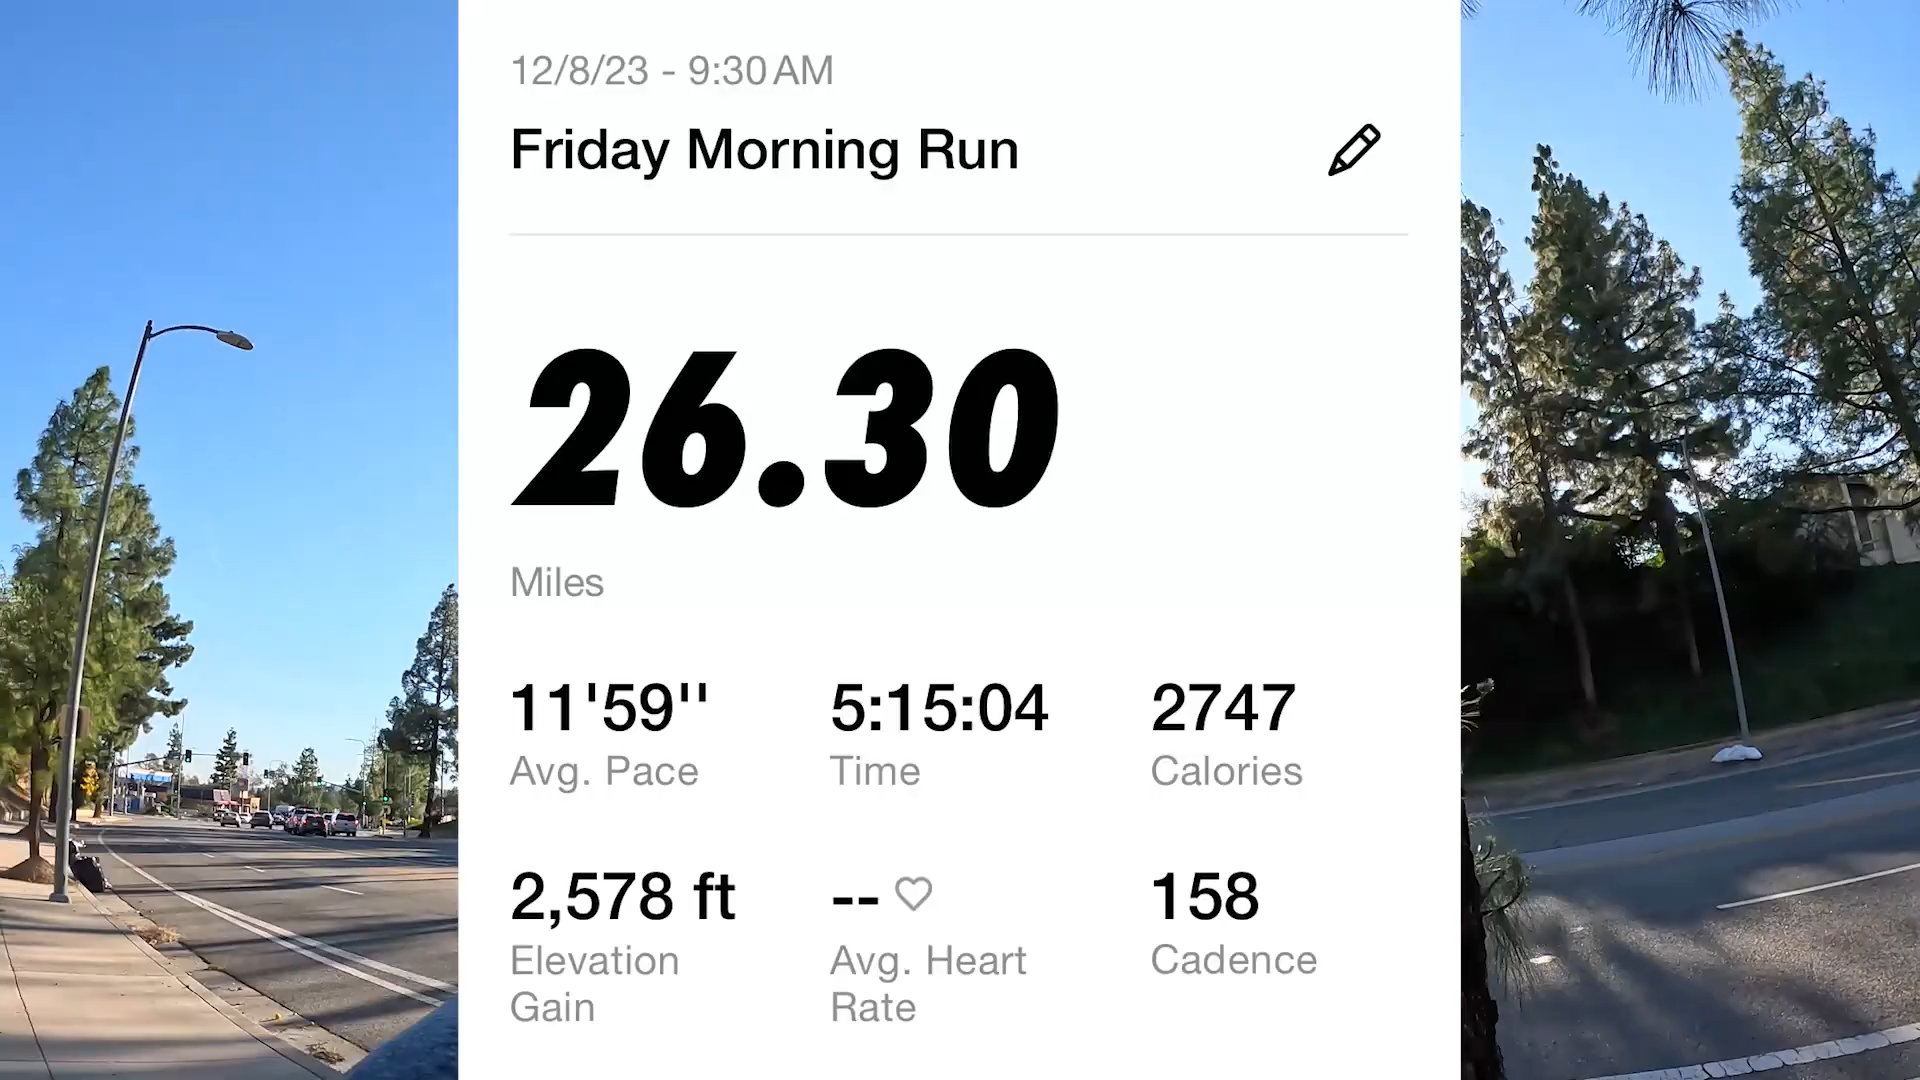 12/8/23 - 9:30 AM
Friday Morning Run
26.30
Miles
11'59''
5:15:04
2747
Avg. Pace
Time
Calories
2,578 ft
--
158
Elevation
Gain
Avg. Heart
Rate
Cadence